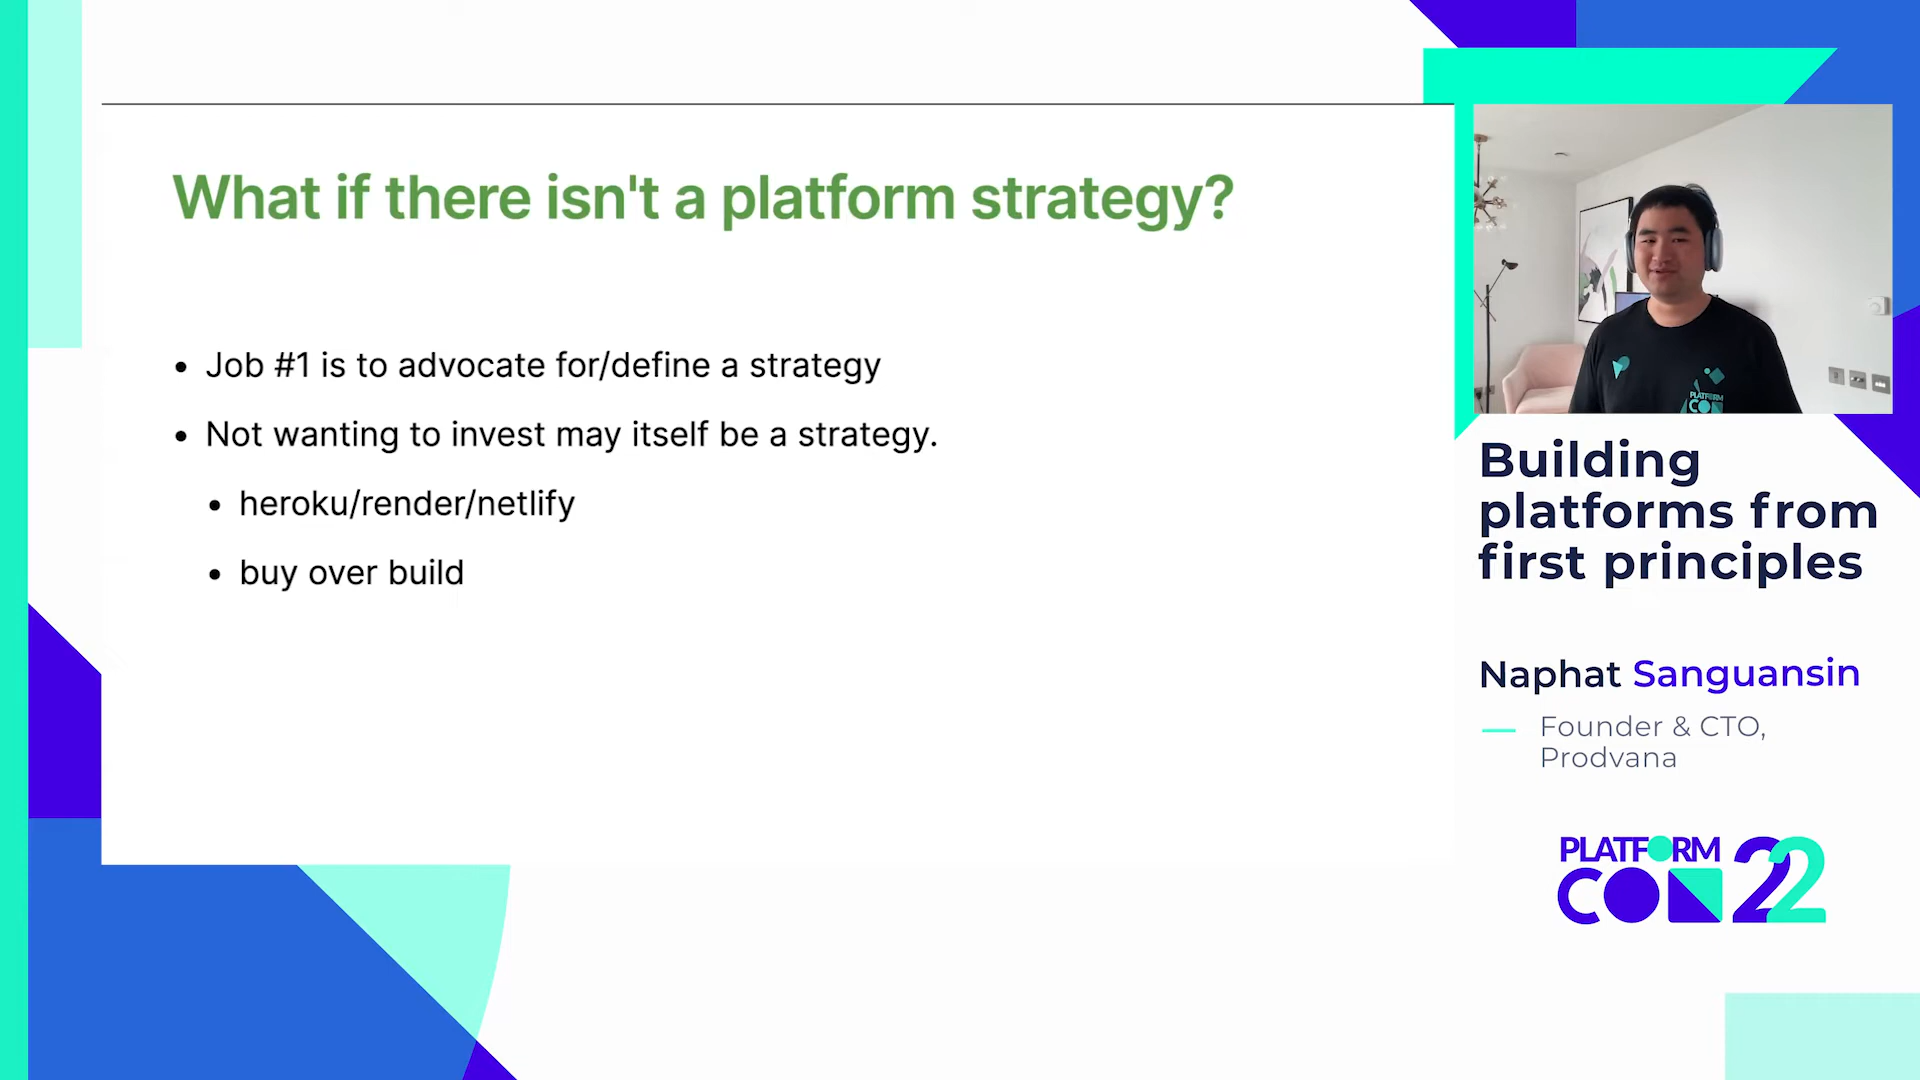 What if there isn't a platform strategy?
• Job #1 is to advocate for/define a strategy
• Not wanting to invest may itself be a strategy.
• heroku/render/netlify
• buy over build
PLATFORM
CON
Building
platforms from
first principles
Naphat Sanguansin
— Founder & CTO,
Prodvana
PLATFORM
CON 22